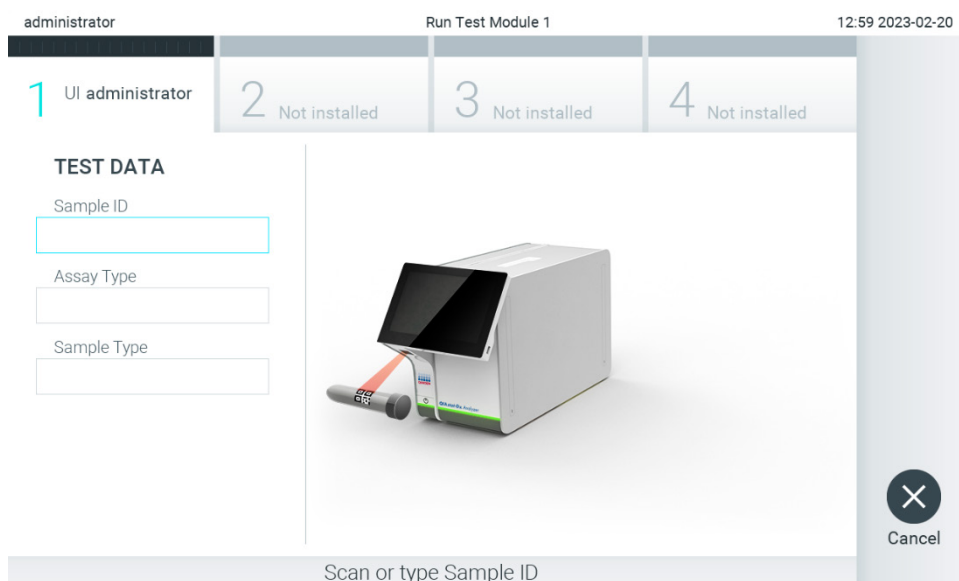 administrator
Run Test Module 1
12:59 2023-02-20
1 UI administrator
2 Not installed
3 Not installed
4 Not installed
TEST DATA
Sample ID
Assay Type
Sample Type
Cancel
Scan or type Sample ID